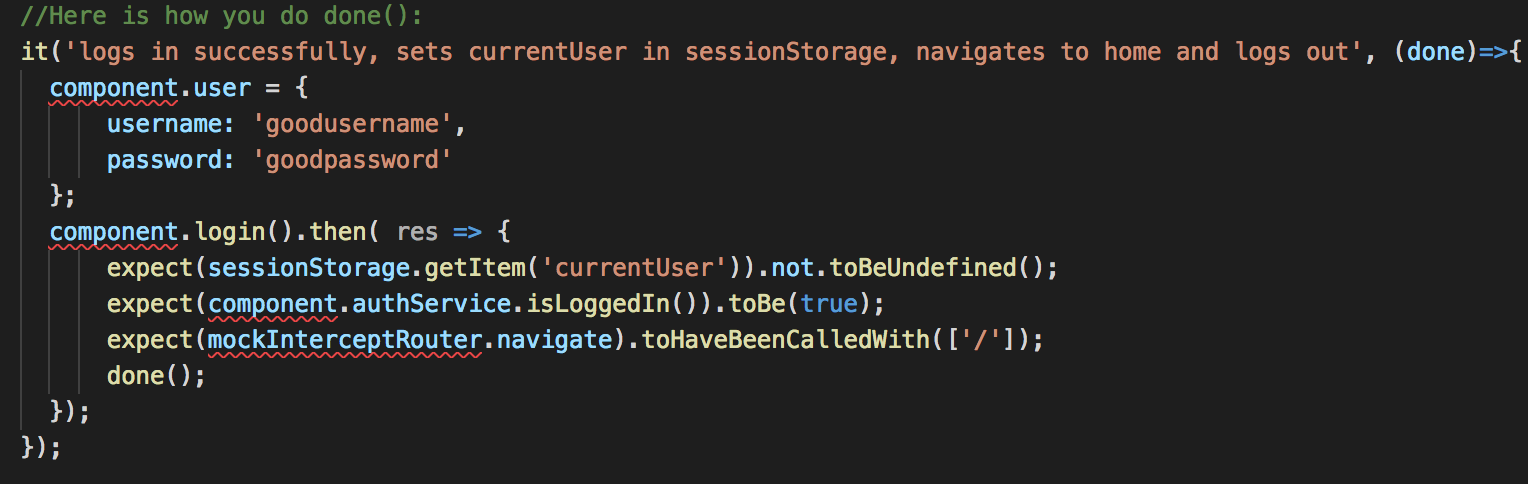 //Here is how you do done():
it('logs in successfully, sets currentUser in sessionStorage, navigates to home and logs out', (done)=>{
component.user = {
username: 'goodusername',
password: 'goodpassword'
};
component.login().then( res => {
expect(sessionStorage.getItem('currentUser')).not.toBeUndefined();
expect(component.authService.isLoggedIn()).toBe(true);
expect(mockInterceptRouter.navigate).toHaveBeenCalledWith(['/']);
done();
});
});